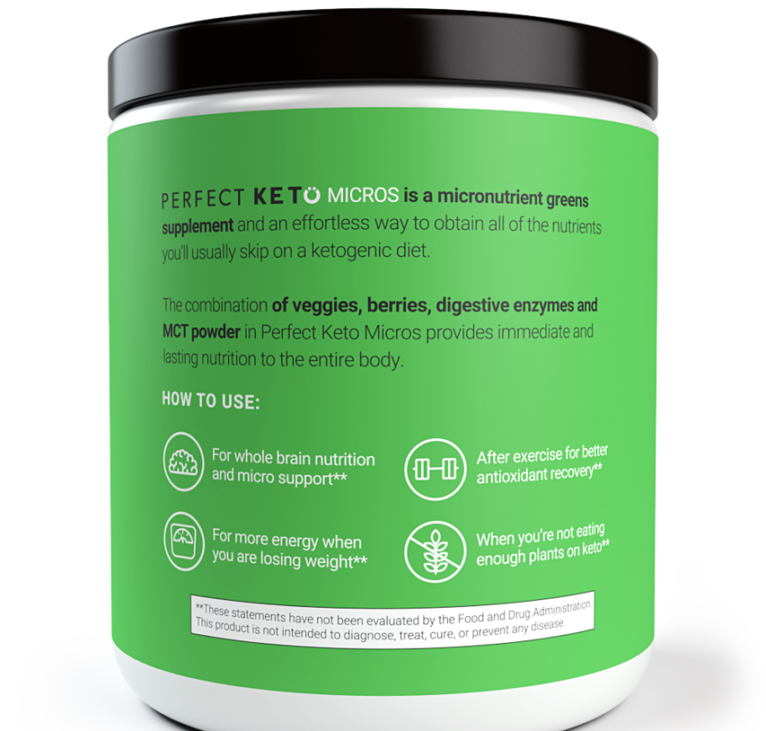 PERFECT KETO MICROS is a micronutrient greens
supplement and an effortless way to obtain all of the nutrients
you'll usually skip on a ketogenic diet.
The combination of veggies, berries, digestive enzymes and
MCT powder in Perfect Keto Micros provides immediate and
lasting nutrition to the entire body.
HOW TO USE:
For whole brain nutrition
and micro support**
After exercise for better
antioxidant recovery**
For more energy when
you are losing weight**
When you're not eating
enough plants on keto**
**These statements have not been evaluated by the Food and Drug Administration.
This product is not intended to diagnose, treat, cure, or prevent any disease.